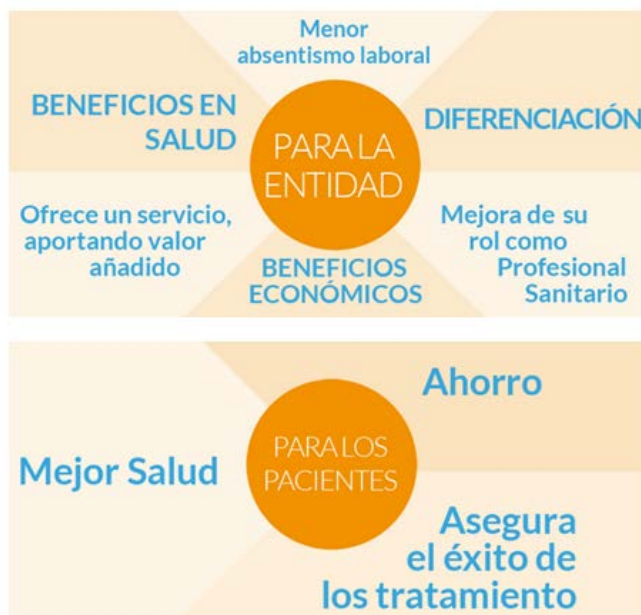 Menor
absentismo laboral
BENEFICIOS EN
SALUD
PARA LA
ENTIDAD
DIFERENCIACIÓN
Ofrece un servicio,
aportando valor
añadido
BENEFICIOS
ECONÓMICOS
Mejora de su
rol como
Profesional
Sanitario
Ahorro
PARA LOS
PACIENTES
Mejor Salud
Asegura
el éxito de
los tratamiento